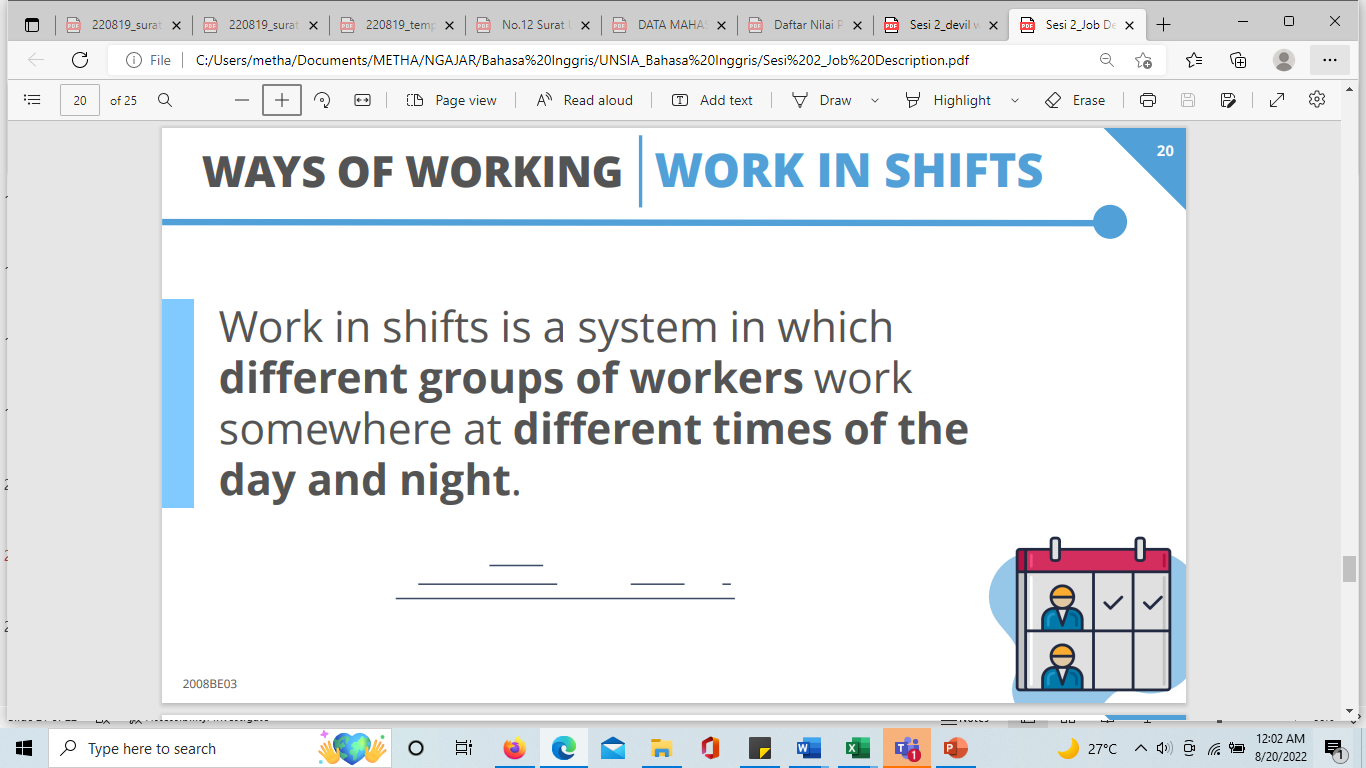 220819_surat
220819_surat
220819_temp
No.12 Surat
DATA MAHAS
Daftar Nilai P
Sesi 2_devil w
Sesi 2_Job De
File
C:/Users/metha/Documents/METHA/NGAJAR/Bahasa%20Inggris/UNSIA_Bahasa%20Inggris/Sesi%202_Job%20Description.pdf
20 of 25
Page view
Read aloud
Add text
Draw
Highlight
Erase
WAYS OF WORKING WORK IN SHIFTS
20
Work in shifts is a system in which
different groups of workers work
somewhere at different times of the
day and night.
2008BE03
Type here to search
1
27°C
12:02 AM
8/20/2022
1